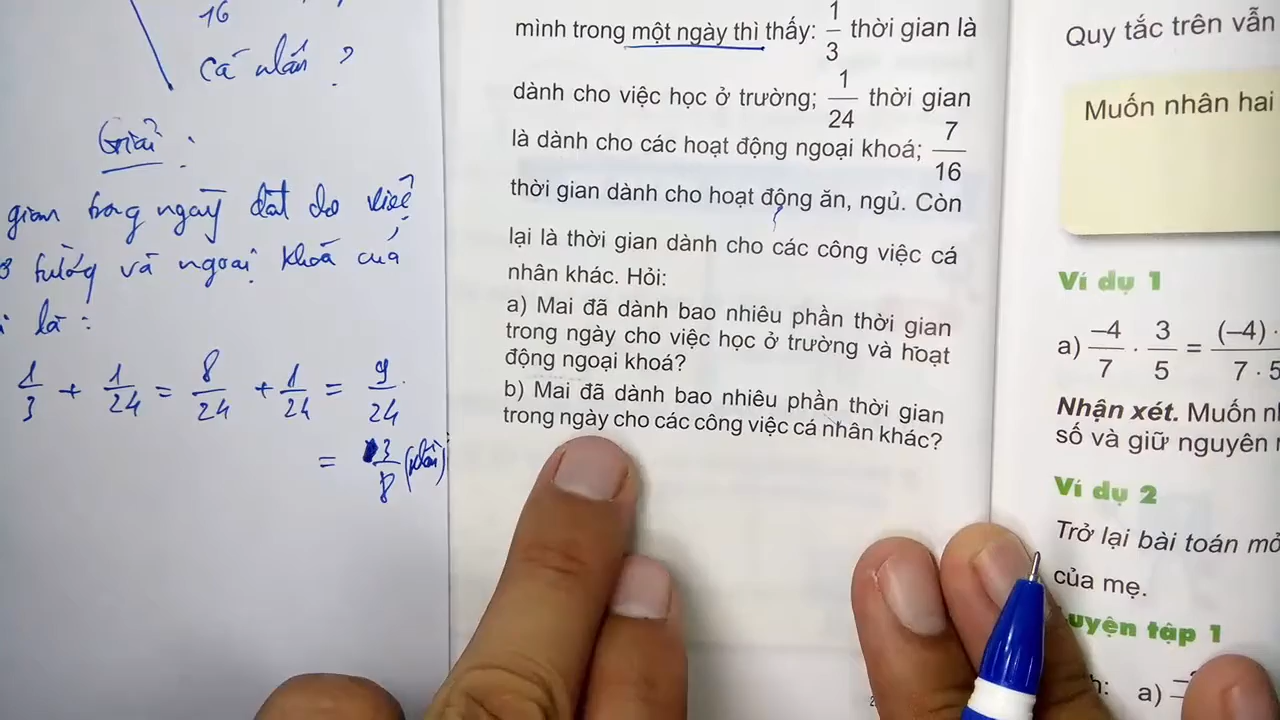 16
cá nhân ?
Giải :
gian trong ngày
trường và ngoại khoá của
là :
1/3 + 1/24 = 8/24 + 1/24 = 9/24
= 3/8 (phần)
mình trong một ngày thì thấy: 1/3 thời gian là
dành cho việc học ở trường; 1/24 thời gian
là dành cho các hoạt động ngoại khoá; 7/16
thời gian dành cho hoạt động ăn, ngủ. Còn
lại là thời gian dành cho các công việc cá
nhân khác. Hỏi:
a) Mai đã dành bao nhiêu phần thời gian
trong ngày cho việc học ở trường và hoạt
động ngoại khoá?
b) Mai đã dành bao nhiêu phần thời gian
trong ngày cho các công việc cá nhân khác?
Quy tắc trên vẫn
Muốn nhân hai
Ví dụ 1
a) –4/7 · 3/5 = (–4) ·/7 · 5
Nhận xét. Muốn
số và giữ nguyên
Ví dụ 2
Trở lại bài toán mở
của mẹ.
uyện tập 1
a)